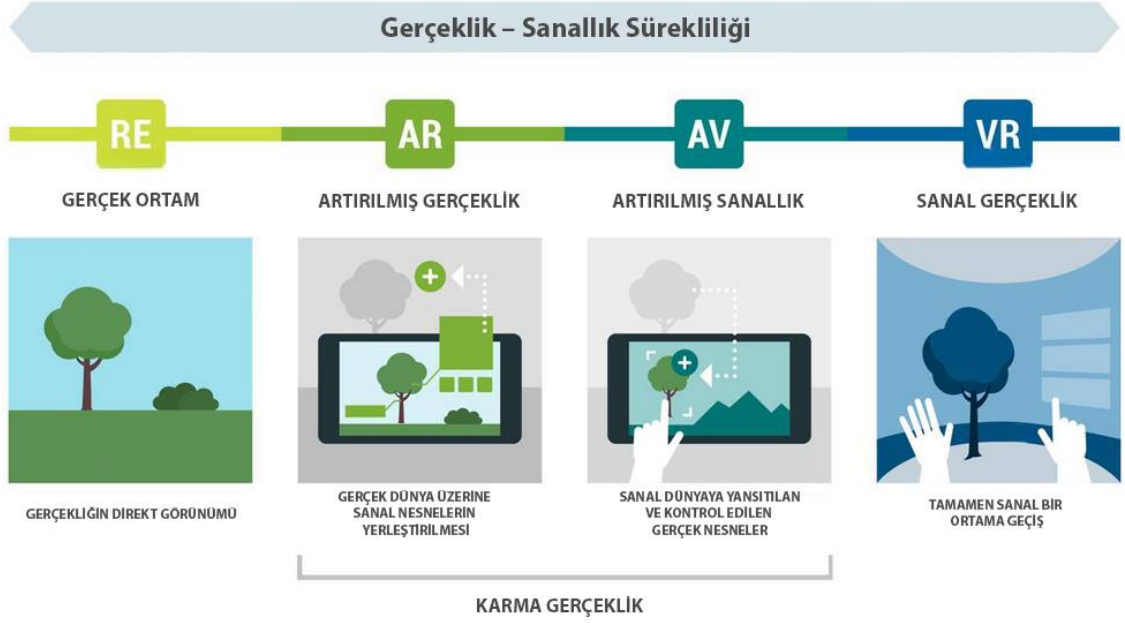 Gerçeklik – Sanallık Sürekliliği
RE
AR
AV
VR
GERÇEK ORTAM
ARTIRILMIŞ GERÇEKLİK
ARTIRILMIŞ SANALLIK
SANAL GERÇEKLİK
GERÇEKLİĞİN DİREKT GÖRÜNÜMÜ
GERÇEK DÜNYA ÜZERİNE
SANAL NESNELERİN
YERLEŞTİRİLMESİ
SANAL DÜNYAYA YANSITILAN
VE KONTROL EDİLEN
GERÇEK NESNELER
TAMAMEN SANAL BİR
ORTAMA GEÇİŞ
KARMA GERÇEKLİK